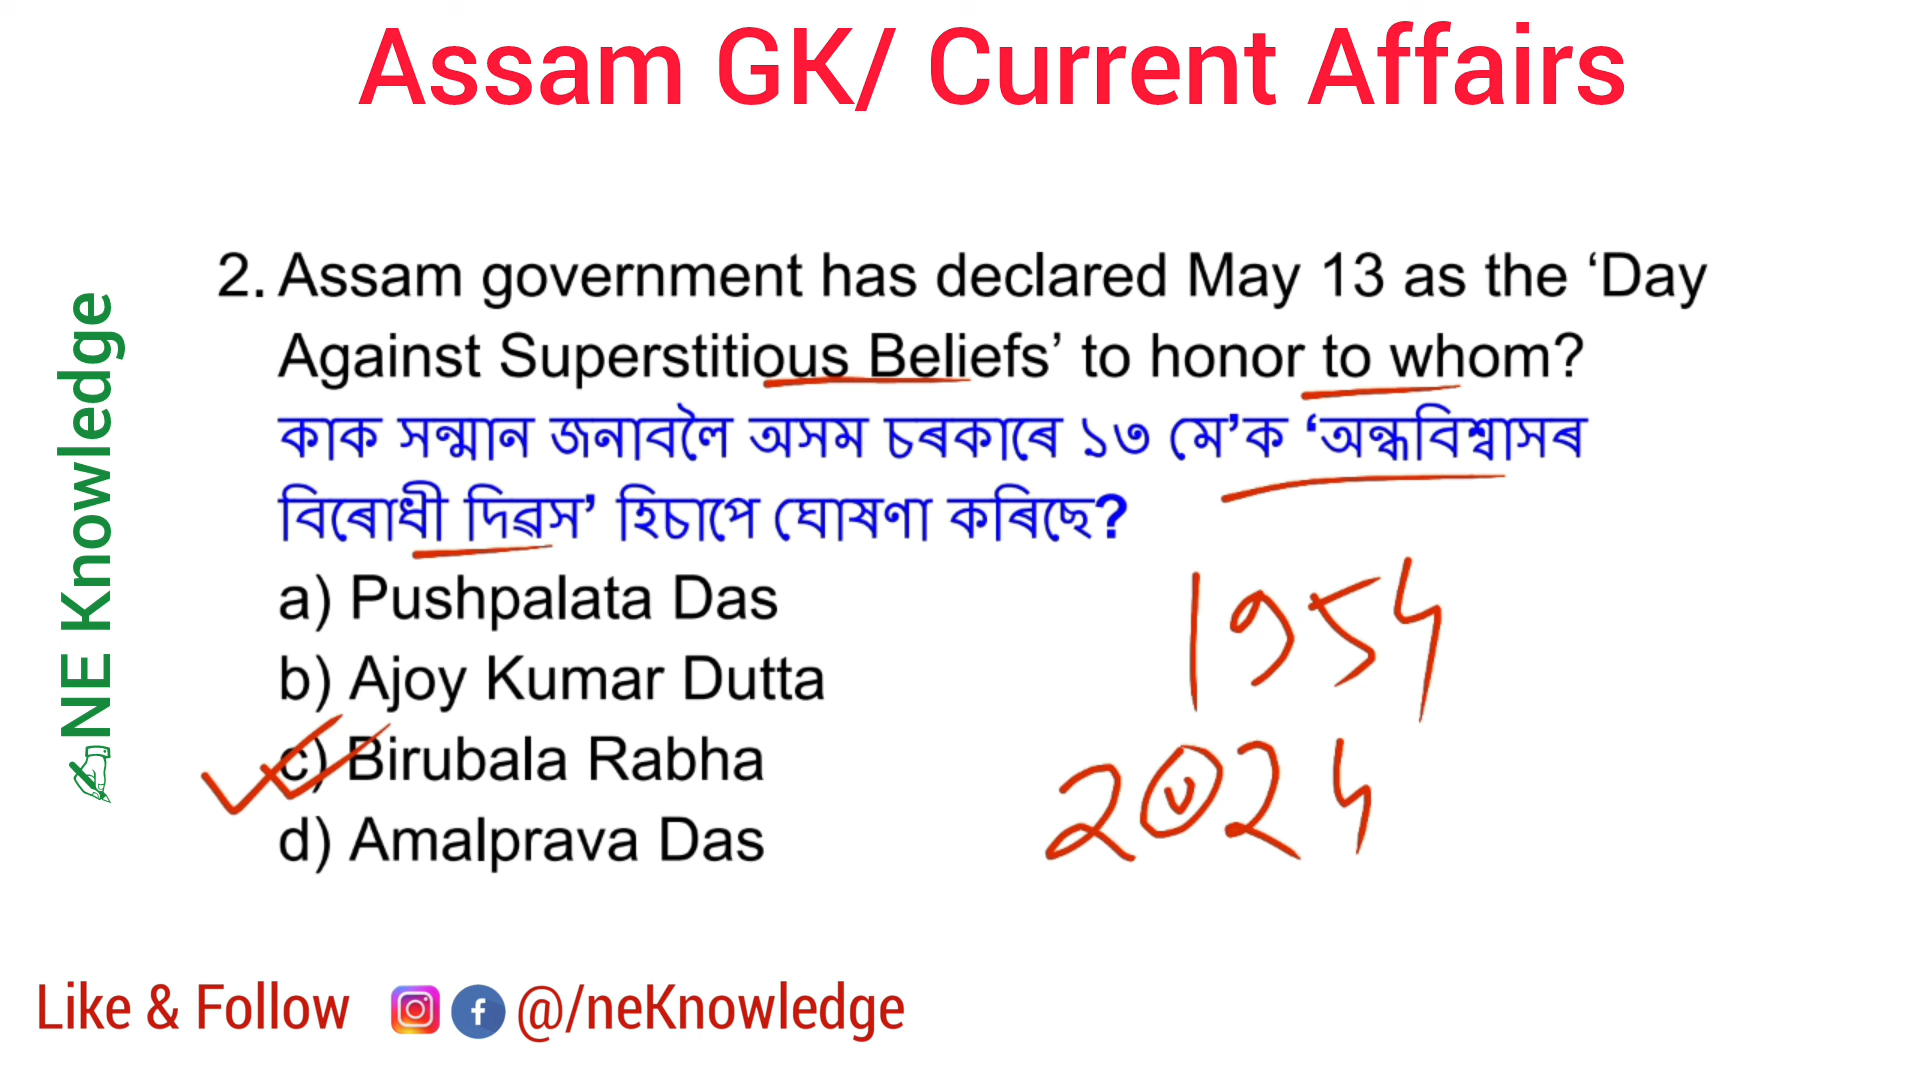 Assam GK/ Current Affairs
2. Assam government has declared May 13 as the ‘Day
Against Superstitious Beliefs’ to honor to whom?
কাক সন্মান জনাবলৈ অসম চৰকাৰে ১৩ মে’ক ‘অন্ধবিশ্বাসৰ
বিৰোধী দিৱস’ হিচাপে ঘোষণা কৰিছে?
a) Pushpalata Das
b) Ajoy Kumar Dutta
c) Birubala Rabha
d) Amalprava Das
1954
2024
NE Knowledge
Like & Follow @/neKnowledge